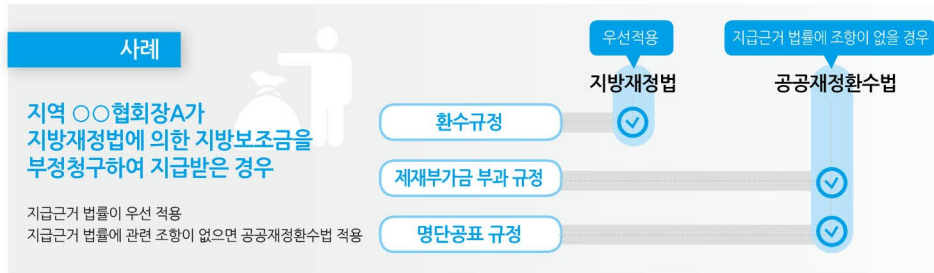 사례
지역 ○○협회장A가
지방재정법에 의한 지방보조금을
부정청구하여 지급받은 경우
지급근거 법률이 우선 적용
지급근거 법률에 관련 조항이 없으면 공공재정환수법 적용
우선적용
지급근거 법률에 조항이 없을 경우
지방재정법
공공재정환수법
환수규정
제재부가금 부과 규정
명단공표 규정